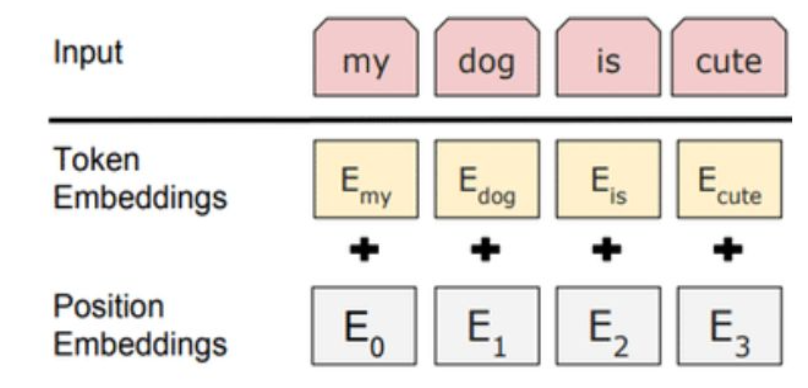 Input my dog is cute
Token
Embeddings
E_my E_dog E_is E_cute
+ + + +
Position
Embeddings
E_0 E_1 E_2 E_3